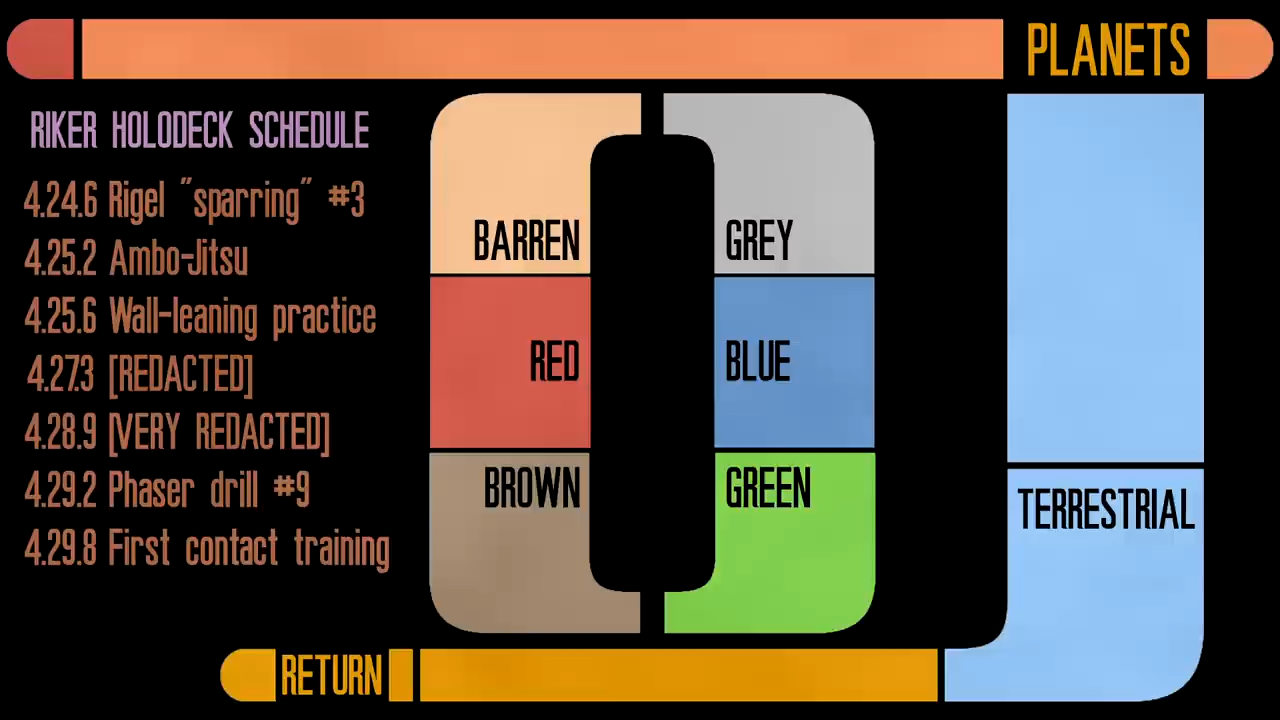 PLANETS
RIKER HOLODECK SCHEDULE
4.24.6 Rigel "sparring" #3
4.25.2 Ambo-Jitsu
4.25.6 Wall-leaning practice
4.27.3 [REDACTED]
4.28.9 [VERY REDACTED]
4.29.2 Phaser drill #9
4.29.8 First contact training
BARREN
GREY
RED
BLUE
BROWN
GREEN
TERRESTRIAL
RETURN